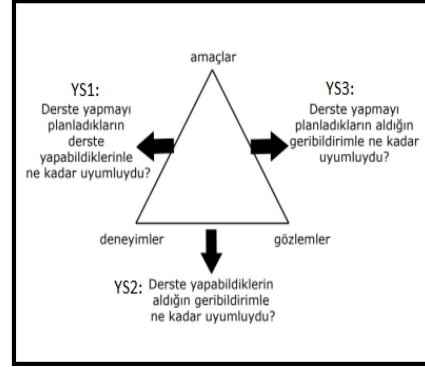 amaçlar
YS1:
Derste yapmayı
planladıkların
derste
yapabildiklerinle
ne kadar uyumluydu?
YS3:
Derste yapmayı
planladıkların aldığın
geribildirimle ne kadar
uyumluydu?
deneyimler
gözlemler
YS2: Derste yapabildiklerin
aldığın geribildirimle
ne kadar uyumluydu?